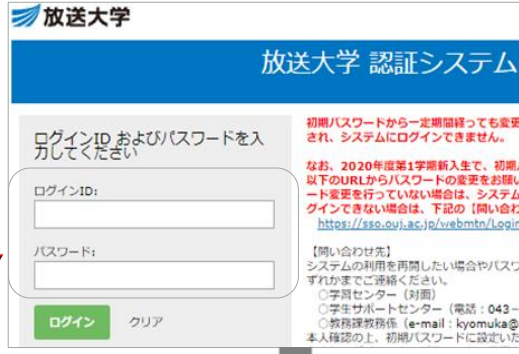 放送大学
放送大学 認証システム
ログインID およびパスワードを入
力してください
ログインID:
パスワード:
ログイン クリア
初期パスワードから一定期間経っても変更
され、システムにログインできません。
なお、2020年度第1学期新入生で、初期
以下のURLからパスワードの変更をお願い
ード変更を行っていない場合は、システム
グインできない場合は、下記の【問い合わ
https://sso.ouj.ac.jp/webmtn/Login
【問い合わせ先】
システムの利用を再開したい場合やパスワ
ずれかまでご連絡ください。
○学習センター（対面）
○学生サポートセンター（電話：043－
○教務課教務係（e-mail：kyomuka@
本人確認の上、初期パスワードに設定いた